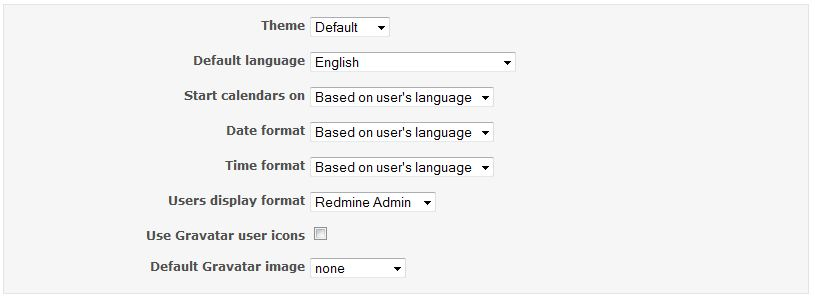 Theme Default
Default language English
Start calendars on Based on user's language
Date format Based on user's language
Time format Based on user's language
Users display format Redmine Admin
Use Gravatar user icons
Default Gravatar image none